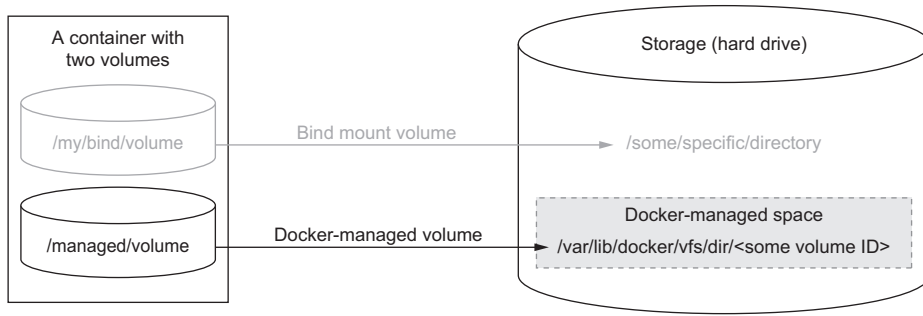 A container with
two volumes
Storage (hard drive)
/my/bind/volume
Bind mount volume
/some/specific/directory
Docker-managed space
/managed/volume
Docker-managed volume
/var/lib/docker/vfs/dir/<some volume ID>